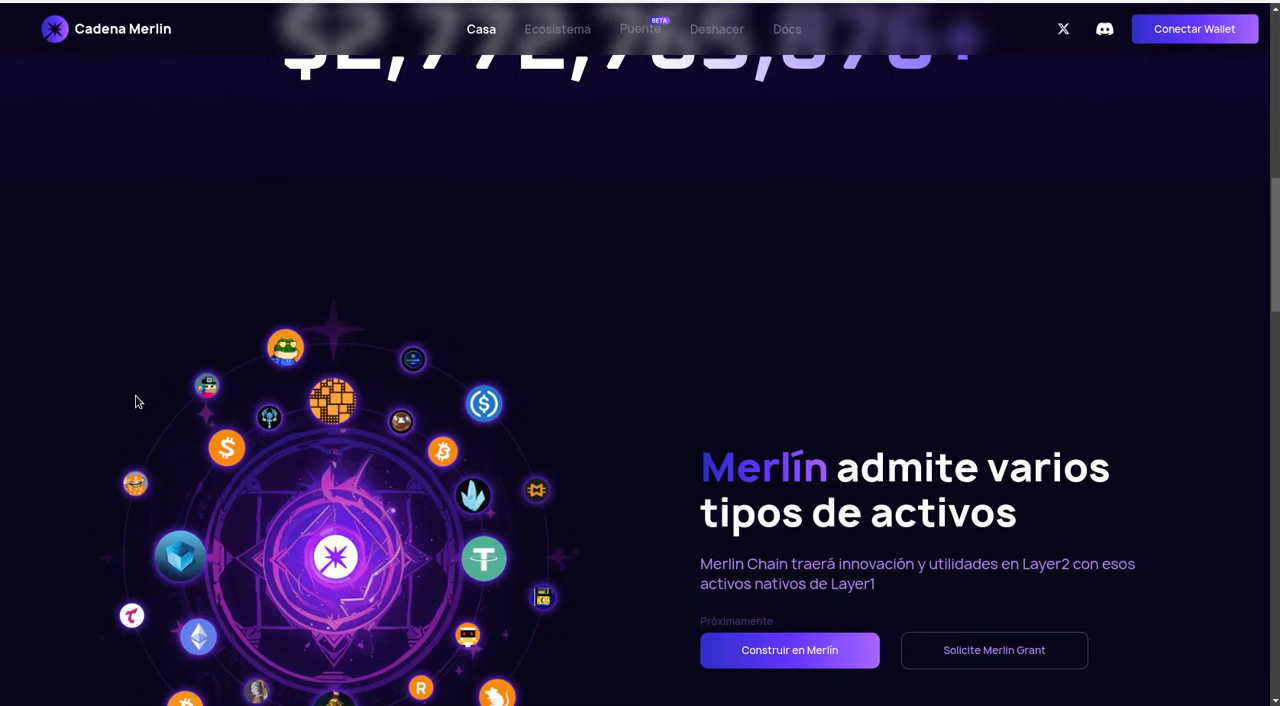 Cadena Merlin
Casa
Ecosistema
Puente
BETA
Deshacer
Docs
Conectar Wallet
Merlín admite varios
tipos de activos
Merlin Chain traerá innovación y utilidades en Layer2 con esos
activos nativos de Layer1
Próximamente
Construir en Merlín
Solicite Merlin Grant